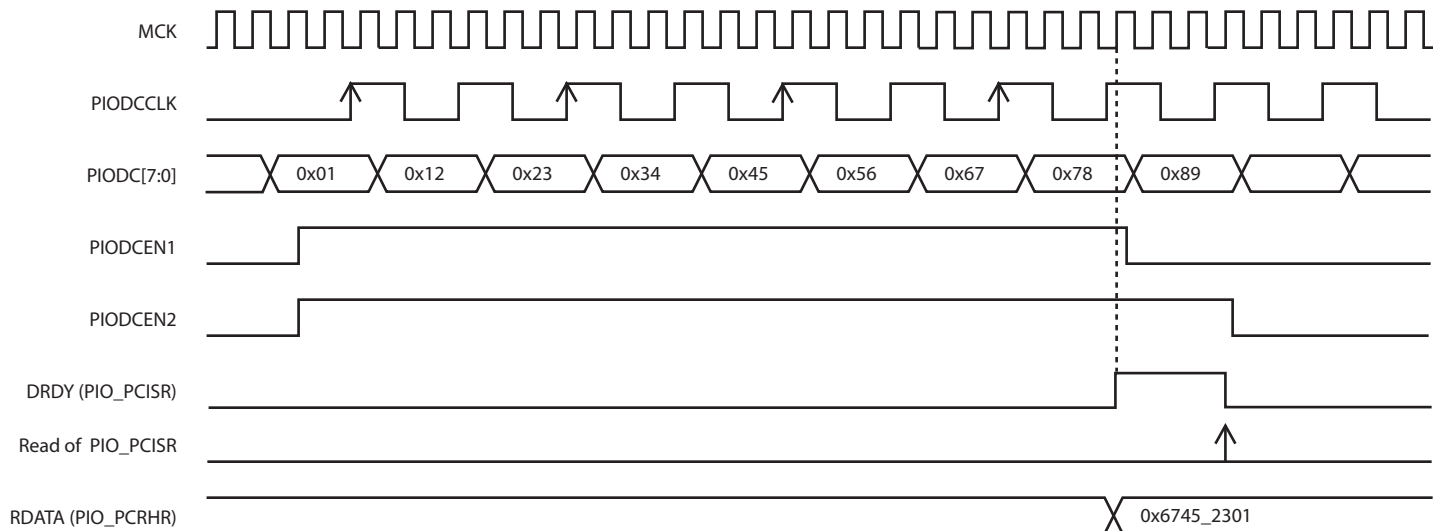 MCK
PIODCCLK
PIODC[7:0] 0x01 0x12 0x23 0x34 0x45 0x56 0x67 0x78 0x89
PIODCEN1
PIODCEN2
DRDY (PIO_PCISR)
Read of PIO_PCISR
RDATA (PIO_PCRHR) 0x6745_2301